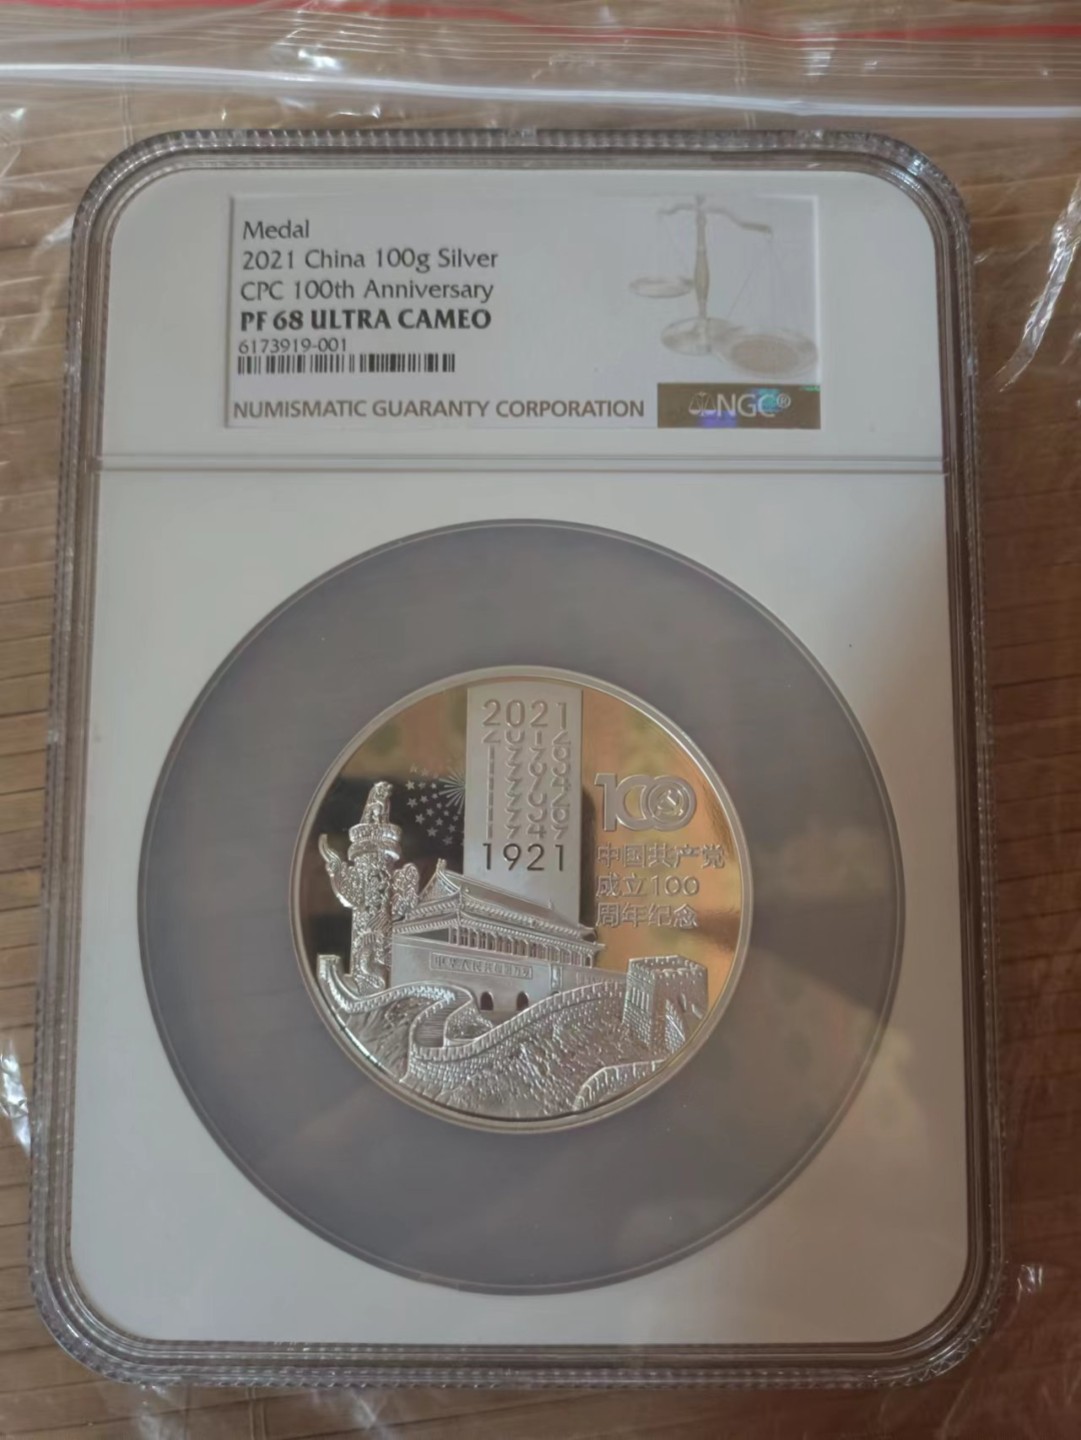 Medal
2021 China 100g Silver
CPC 100th Anniversary
PF 68 ULTRA CAMEO
6173919-001
NUMISMATIC GUARANTY CORPORATION
NGC®
2021
1921
100
中国共产党
成立100
周年纪念